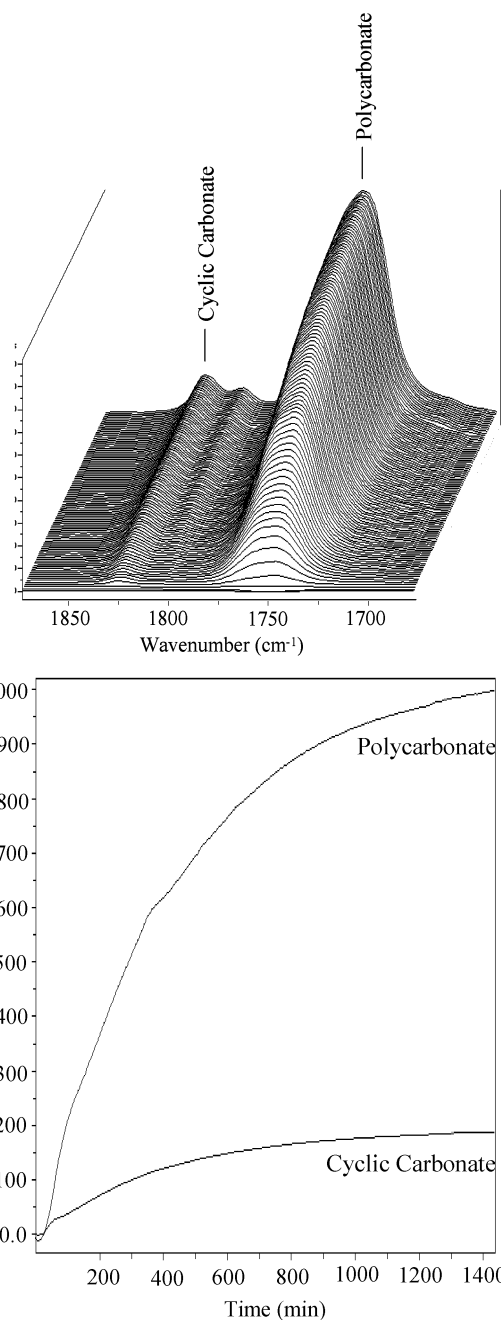 Polycarbonate
Cyclic Carbonate
1850 1800 1750 1700
Wavenumber (cm⁻¹)
000
900
Polycarbonate
800
700
600
500
400
300
200
Cyclic Carbonate
100
0.0
200 400 600 800 1000 1200 1400
Time (min)